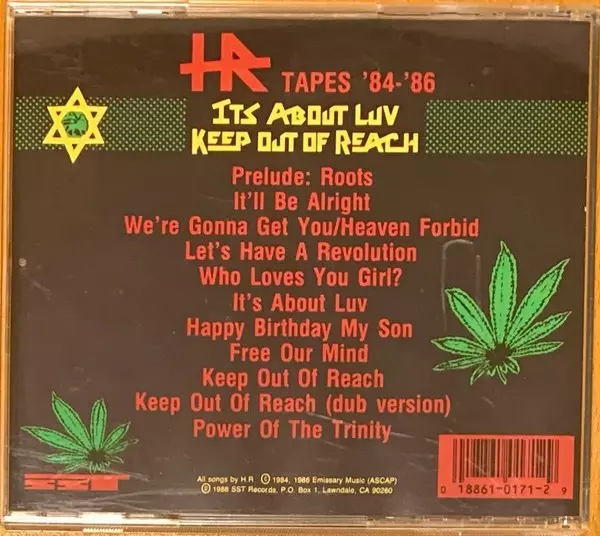 HR TAPES '84-'86
ITS ABOUT LUV
KEEP OUT OF REACH
Prelude: Roots
It'll Be Alright
We're Gonna Get You/Heaven Forbid
Let's Have A Revolution
Who Loves You Girl?
It's About Luv
Happy Birthday My Son
Free Our Mind
Keep Out Of Reach
Keep Out Of Reach (dub version)
Power Of The Trinity
SST
All songs by H.R © 1984, 1986 Emissary Music (ASCAP)
℗ 1988 SST Records, P.O. Box 1, Lawndale, CA 90260
0 18861-0171-2 9